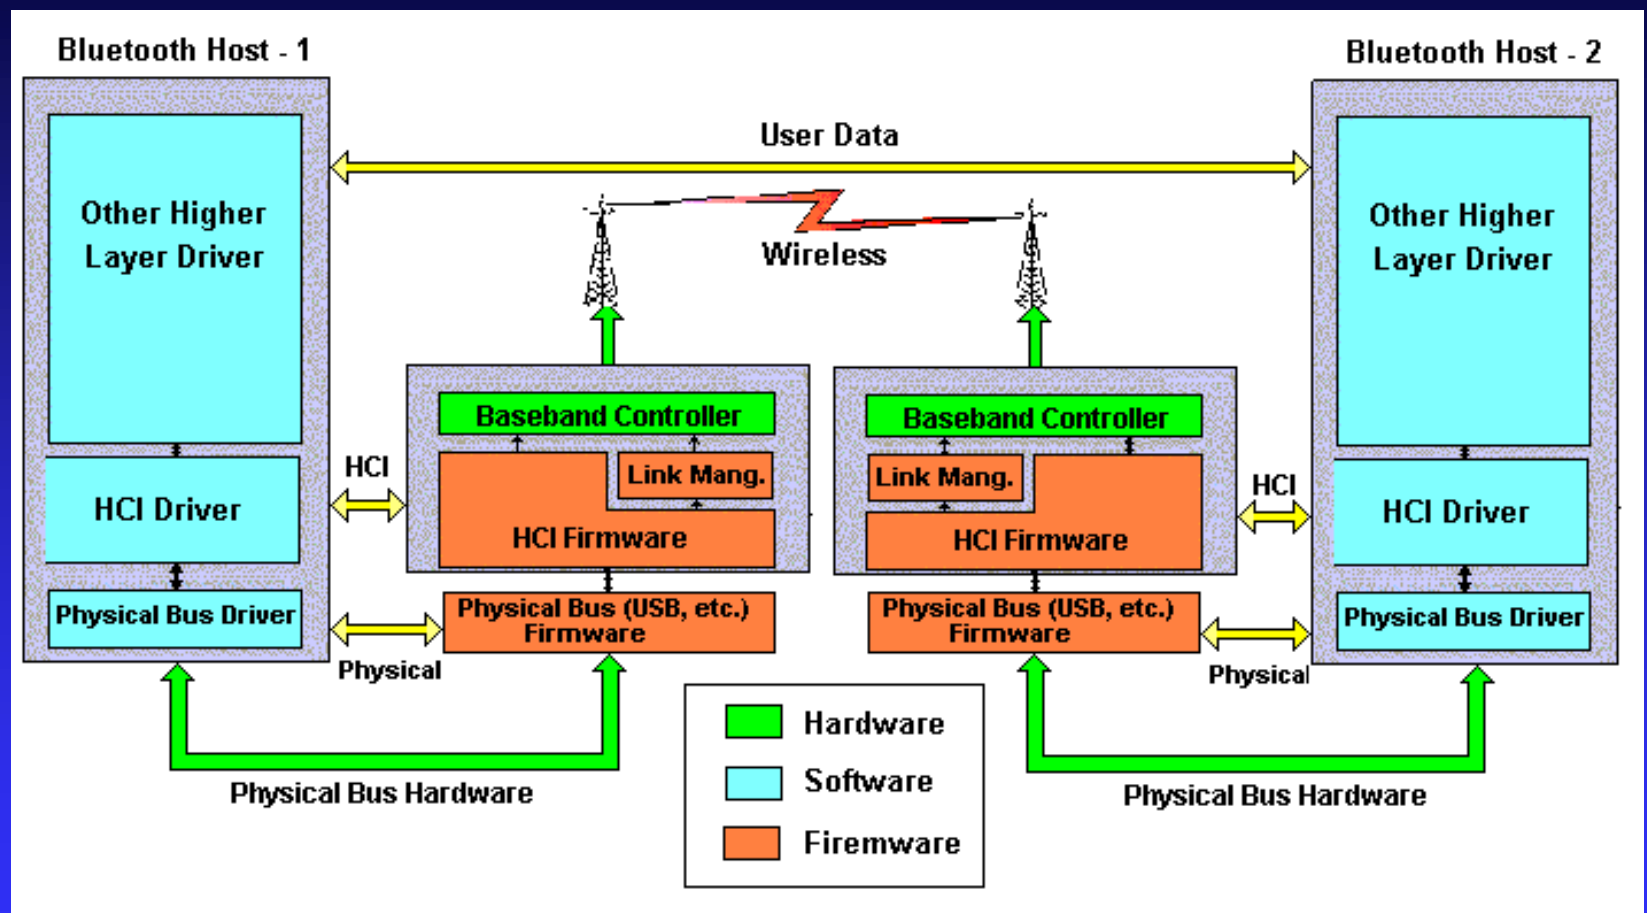 Bluetooth Host - 1
Bluetooth Host - 2
User Data
Other Higher
Layer Driver
Wireless
Other Higher
Layer Driver
Baseband Controller
Baseband Controller
HCI
Link Mang.
Link Mang.
HCI
HCI Driver
HCI Firmware
HCI Firmware
HCI Driver
Physical Bus Driver
Physical Bus (USB, etc.)
Firmware
Physical Bus (USB, etc.)
Firmware
Physical Bus Driver
Physical
Physical
Hardware
Software
Firemware
Physical Bus Hardware
Physical Bus Hardware